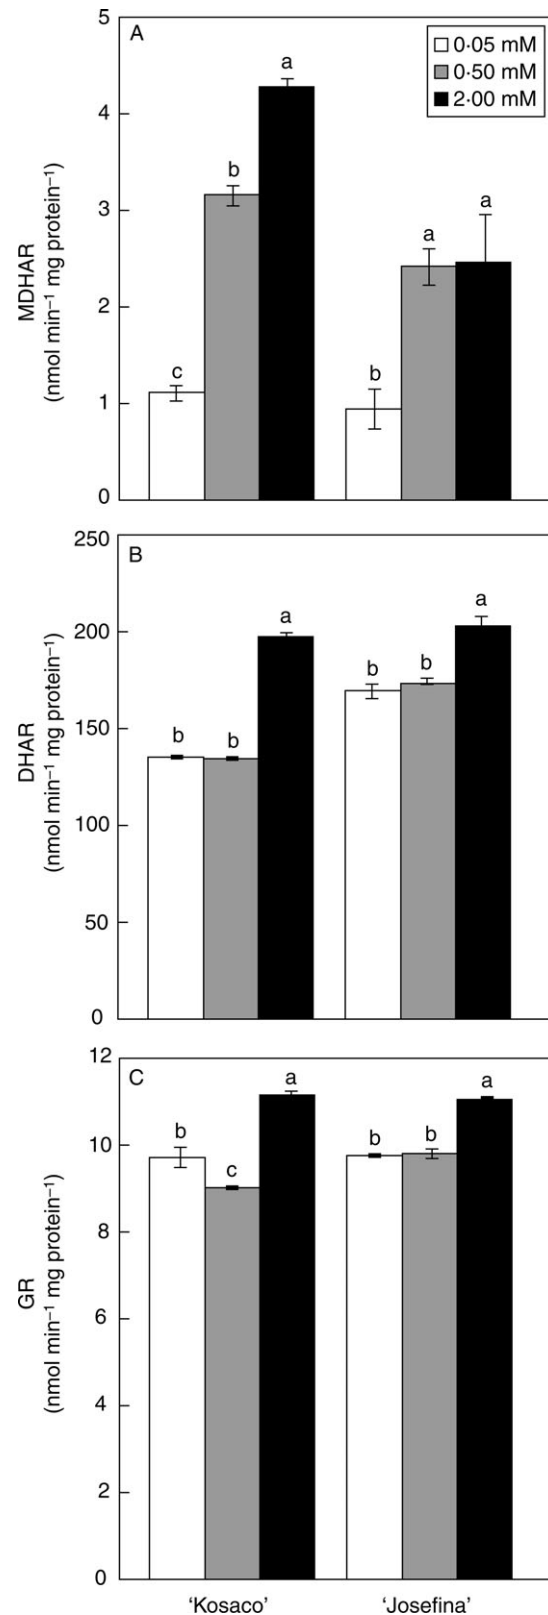 A
0·05 mM
0·50 mM
2·00 mM
MDHAR
(nmol min⁻¹ mg protein⁻¹)
5
4
3
2
1
0
c
b
a
b
a
a
B
DHAR
(nmol min⁻¹ mg protein⁻¹)
250
200
150
100
50
0
b
b
a
b
b
a
C
GR
(nmol min⁻¹ mg protein⁻¹)
12
10
8
6
4
2
0
b
c
a
b
b
a
‘Kosaco’ ‘Josefina’